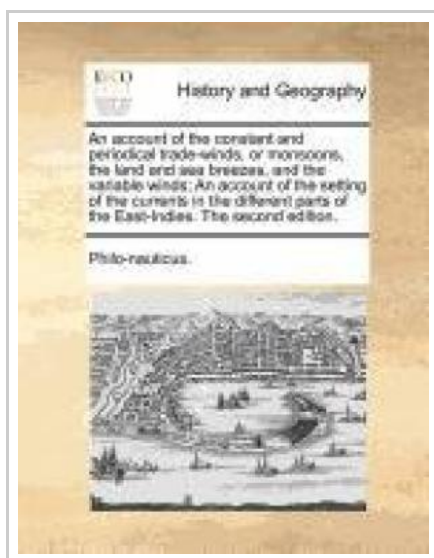 ECCO
History and Geography
An account of the constant and
periodical trade-winds, or monsoons,
the land and sea breezes, and the
variable winds; An account of the setting
of the currents in the different parts of
the East-Indies. The second edition.
Philo-nauticus.